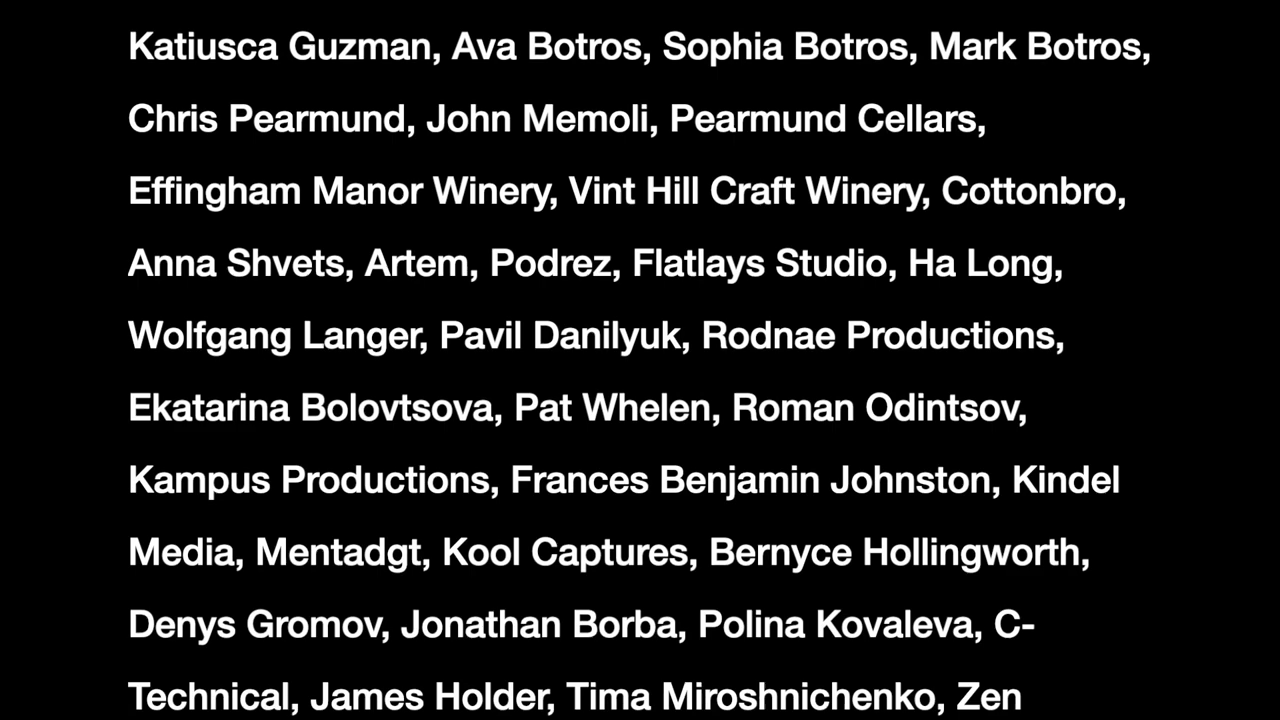 Katiusca Guzman, Ava Botros, Sophia Botros, Mark Botros,
Chris Pearmund, John Memoli, Pearmund Cellars,
Effingham Manor Winery, Vint Hill Craft Winery, Cottonbro,
Anna Shvets, Artem, Podrez, Flatlays Studio, Ha Long,
Wolfgang Langer, Pavil Danilyuk, Rodnae Productions,
Ekatarina Bolovtsova, Pat Whelen, Roman Odintsov,
Kampus Productions, Frances Benjamin Johnston, Kindel
Media, Mentadgt, Kool Captures, Bernyce Hollingworth,
Denys Gromov, Jonathan Borba, Polina Kovaleva, C-
Technical, James Holder, Tima Miroshnichenko, Zen